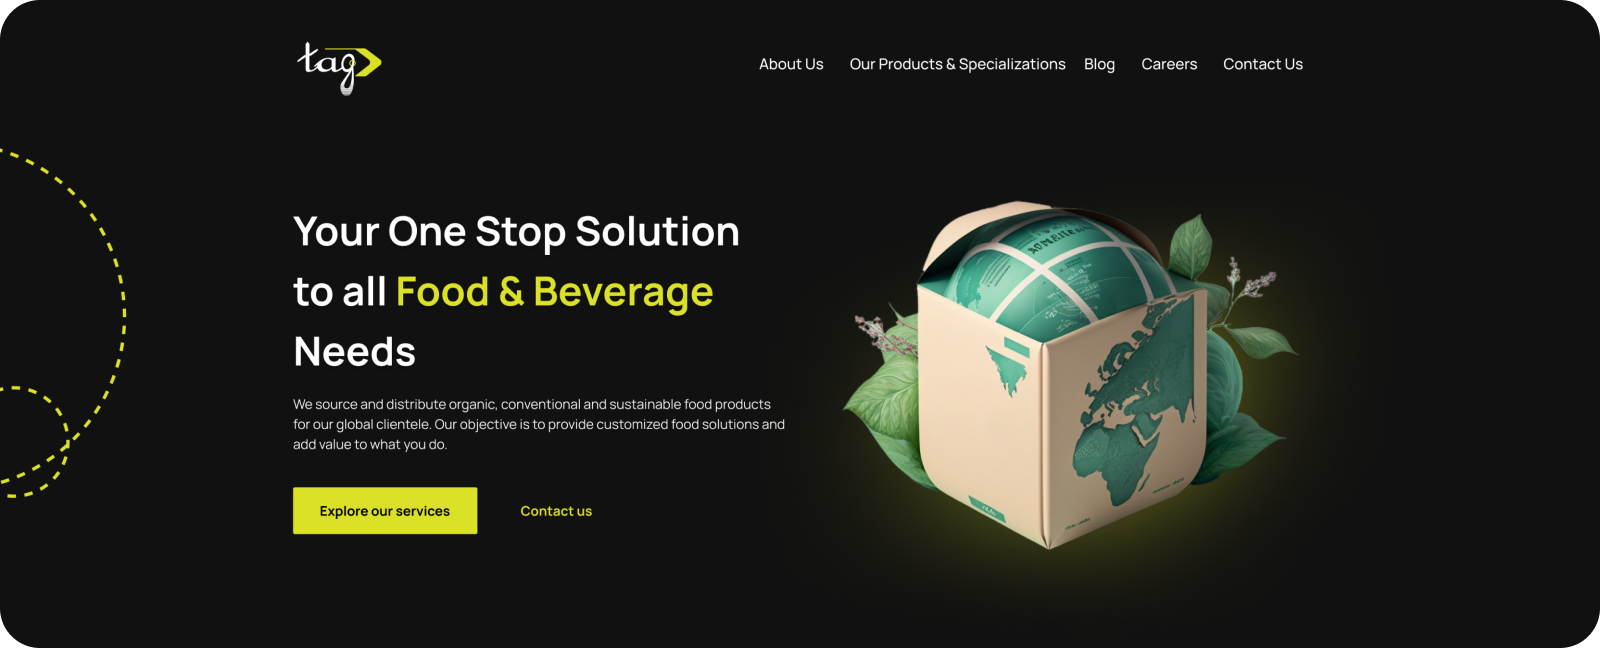 tag
About Us Our Products & Specializations Blog Careers Contact Us
Your One Stop Solution
to all Food & Beverage
Needs
We source and distribute organic, conventional and sustainable food products
for our global clientele. Our objective is to provide customized food solutions and
add value to what you do.
Explore our services Contact us